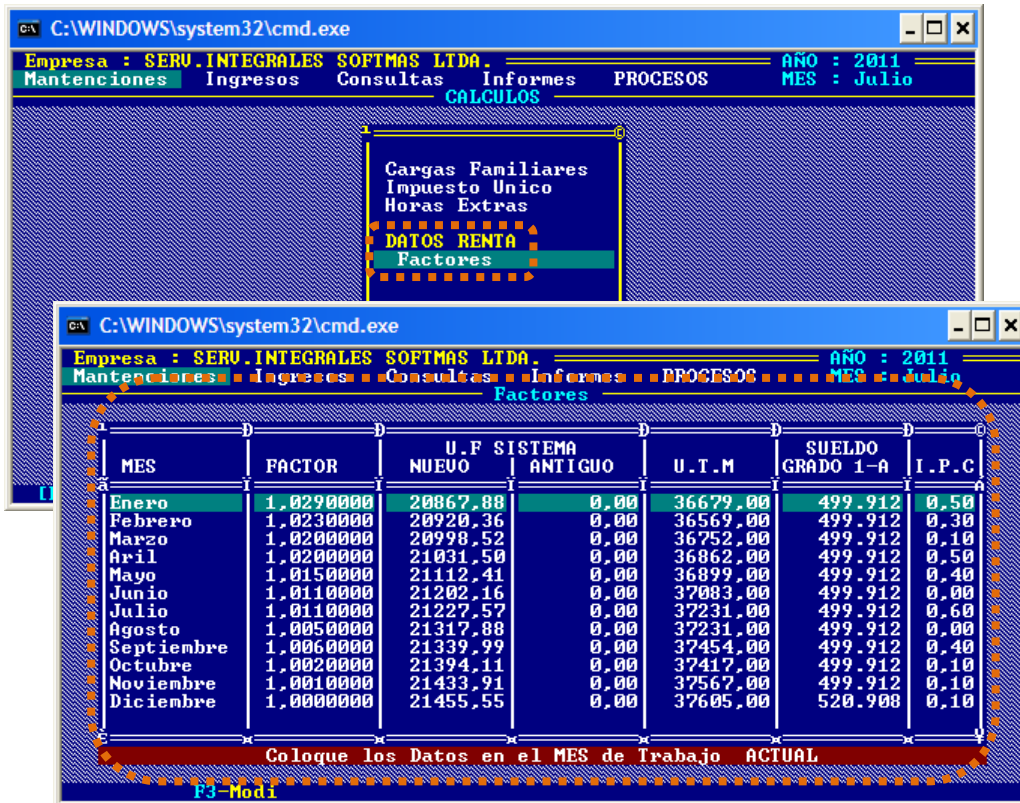 C:\WINDOWS\system32\cmd.exe
Empresa : SERV.INTEGRALES SOFTMAS LTDA. AÑO : 2011
Mantenciones Ingresos Consultas Informes PROCESOS MES : Julio
CALCULOS
Cargas Familiares
Impuesto Unico
Horas Extras
DATOS RENTA
Factores
C:\WINDOWS\system32\cmd.exe
Empresa : SERV.INTEGRALES SOFTMAS LTDA. AÑO : 2011
Mantenciones Ingresos Consultas Informes PROCESOS MES : Julio
Factores
U.F SISTEMA SUELDO
MES FACTOR NUEVO ANTIGUO U.T.M GRADO 1-A I.P.C
Enero 1,0290000 20867,88 0,00 36679,00 499.912 0,50
Febrero 1,0230000 20920,36 0,00 36569,00 499.912 0,30
Marzo 1,0200000 20998,52 0,00 36752,00 499.912 0,10
Aril 1,0200000 21031,50 0,00 36862,00 499.912 0,50
Mayo 1,0150000 21112,41 0,00 36899,00 499.912 0,40
Junio 1,0110000 21202,16 0,00 37083,00 499.912 0,00
Julio 1,0110000 21227,57 0,00 37231,00 499.912 0,60
Agosto 1,0050000 21317,88 0,00 37231,00 499.912 0,00
Septiembre 1,0060000 21339,99 0,00 37454,00 499.912 0,40
Octubre 1,0020000 21394,11 0,00 37417,00 499.912 0,10
Noviembre 1,0010000 21433,91 0,00 37567,00 499.912 0,10
Diciembre 1,0000000 21455,55 0,00 37605,00 520.908 0,10
Coloque los Datos en el MES de Trabajo ACTUAL
F3-Modi